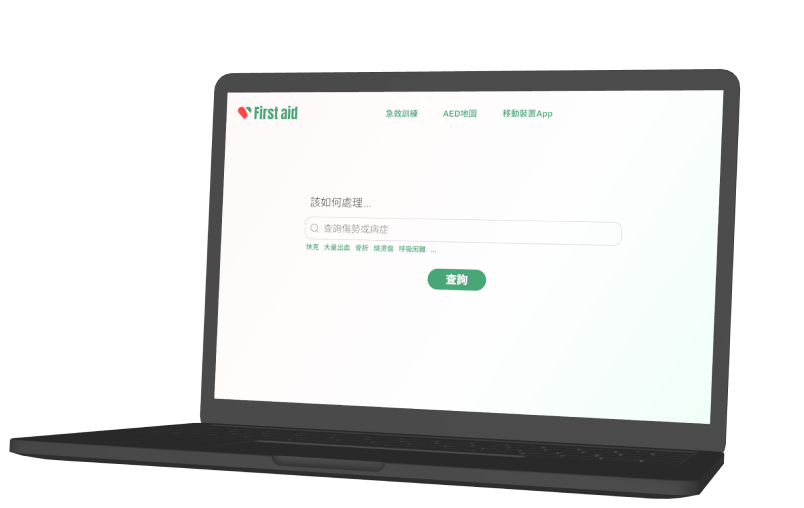 First aid
急救訓練 AED地圖 移動裝置App
該如何處理...
查詢傷勢或病症
休克 大量出血 骨折 燒燙傷 呼吸困難 ...
查詢